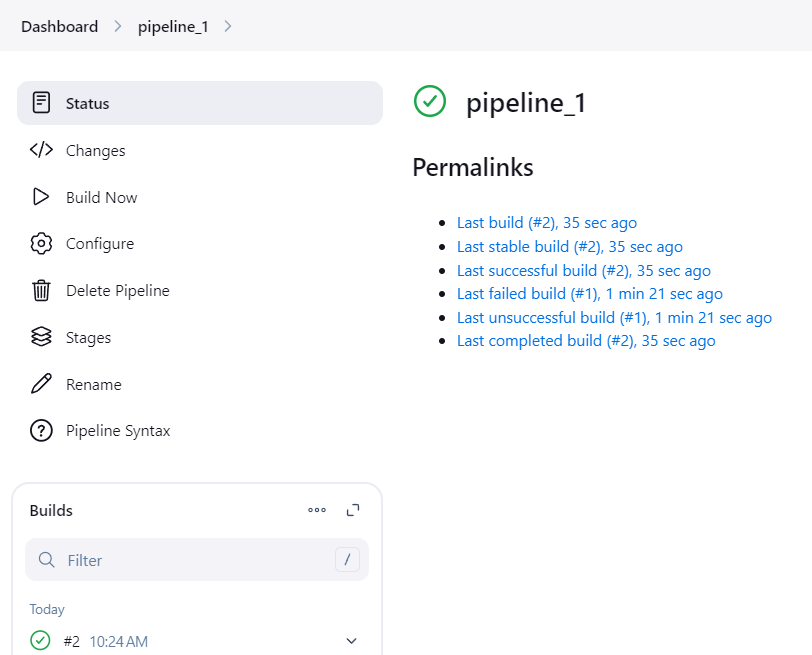 Dashboard
pipeline_1
Status
Changes
Build Now
Configure
Delete Pipeline
Stages
Rename
Pipeline Syntax
Builds
Filter
/
Today
#2 10:24 AM
pipeline_1
Permalinks
Last build (#2), 35 sec ago
Last stable build (#2), 35 sec ago
Last successful build (#2), 35 sec ago
Last failed build (#1), 1 min 21 sec ago
Last unsuccessful build (#1), 1 min 21 sec ago
Last completed build (#2), 35 sec ago